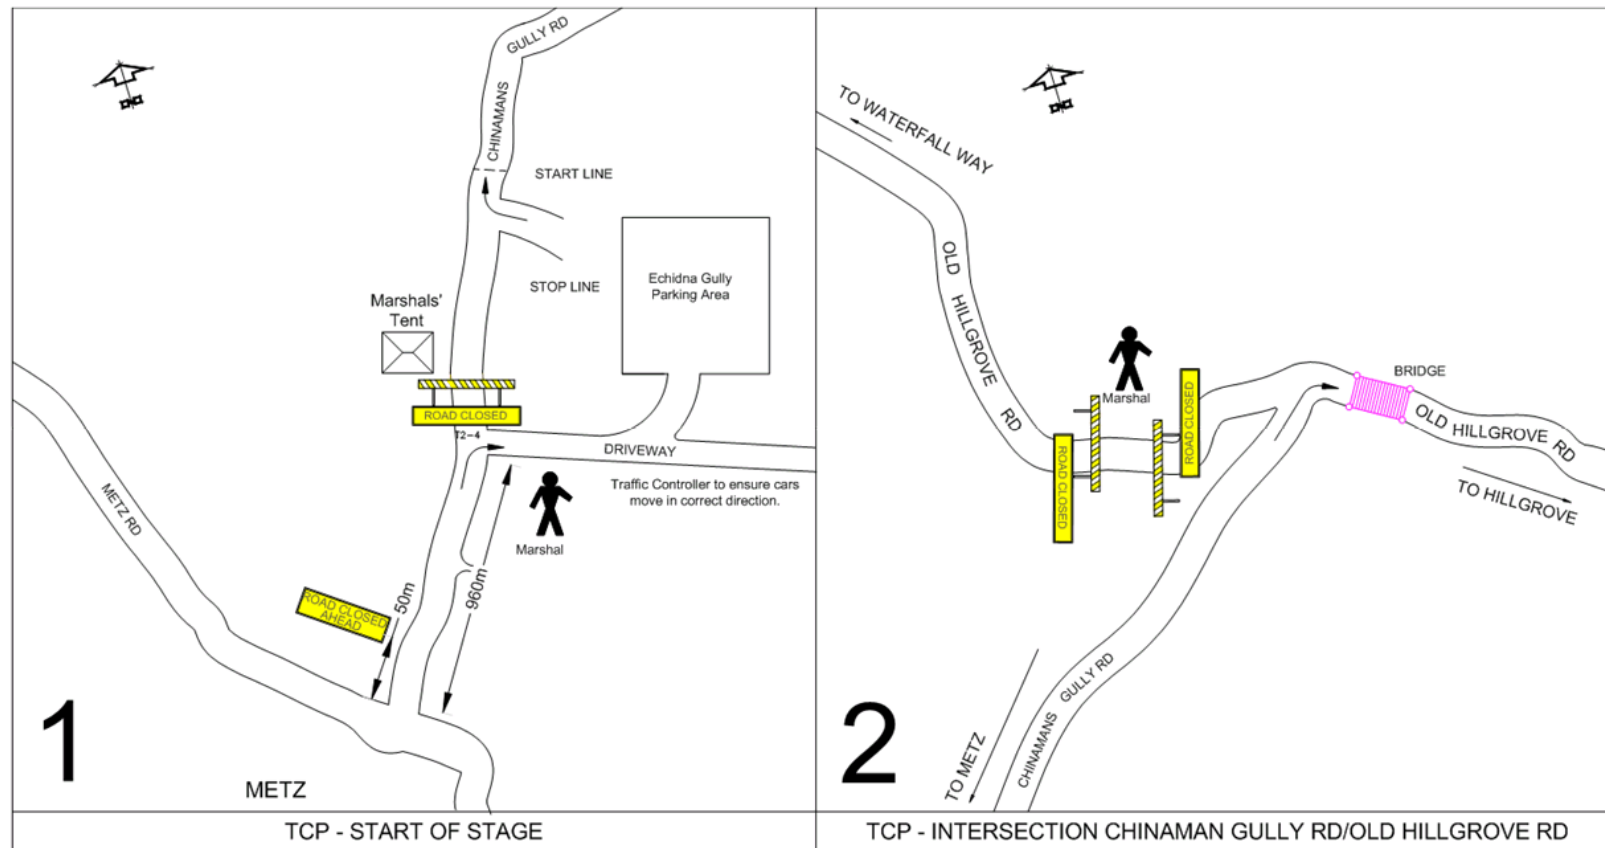 GULLY RD
CHINAMANS
START LINE
STOP LINE
Echidna Gully
Parking Area
Marshals'
Tent
ROAD CLOSED
T2-4
DRIVEWAY
Traffic Controller to ensure cars
move in correct direction.
Marshal
METZ RD
50m
960m
ROAD CLOSED
AHEAD
1
METZ
TCP - START OF STAGE
TO WATERFALL WAY
OLD HILLGROVE RD
Marshal
ROAD CLOSED
ROAD CLOSED
BRIDGE
OLD HILLGROVE RD
TO HILLGROVE
CHINAMANS GULLY RD
TO METZ
2
TCP - INTERSECTION CHINAMAN GULLY RD/OLD HILLGROVE RD